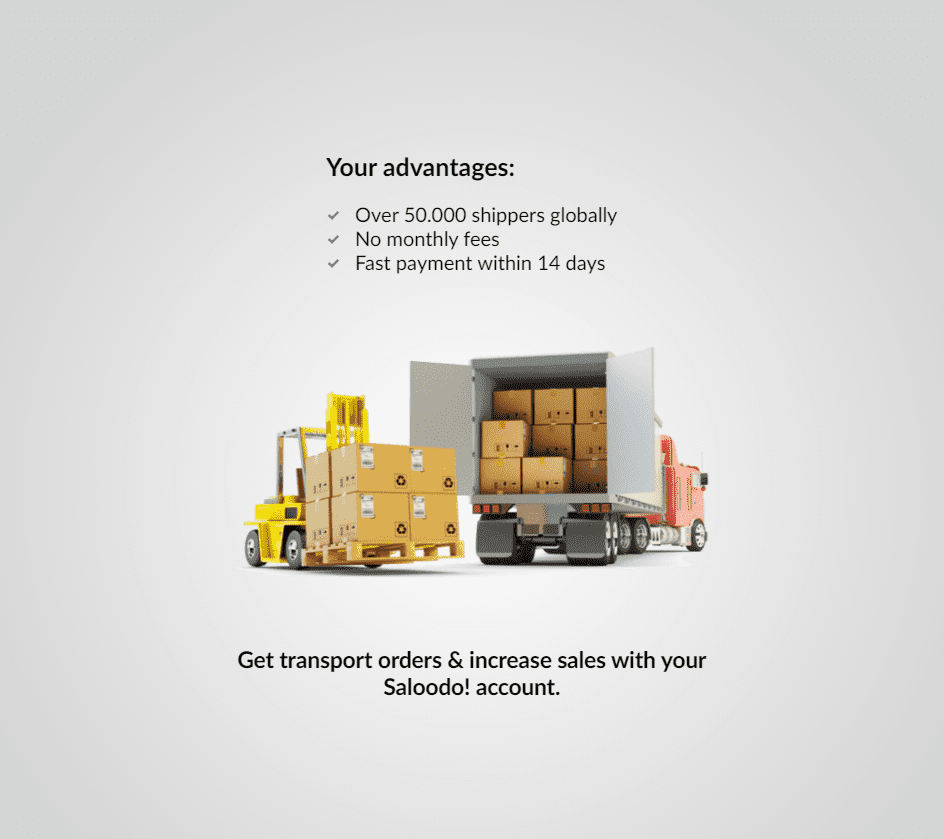 Your advantages:
Over 50.000 shippers globally
No monthly fees
Fast payment within 14 days
Get transport orders & increase sales with your
Saloodo! account.